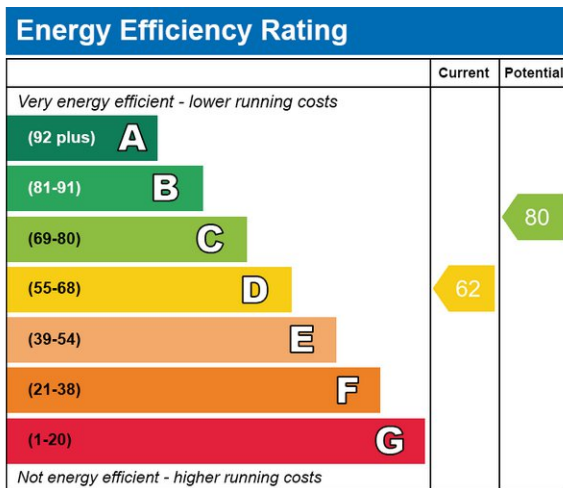 Energy Efficiency Rating
Current Potential
Very energy efficient - lower running costs
(92 plus) A
(81-91) B
(69-80) C
80
(55-68) D
62
(39-54) E
(21-38) F
(1-20) G
Not energy efficient - higher running costs